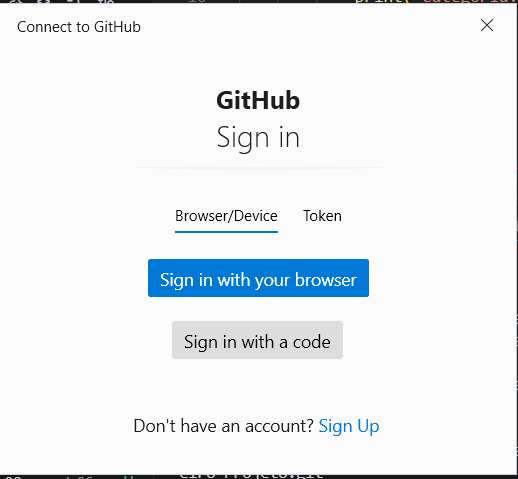 Connect to GitHub
GitHub
Sign in
Browser/Device Token
Sign in with your browser
Sign in with a code
Don't have an account? Sign Up